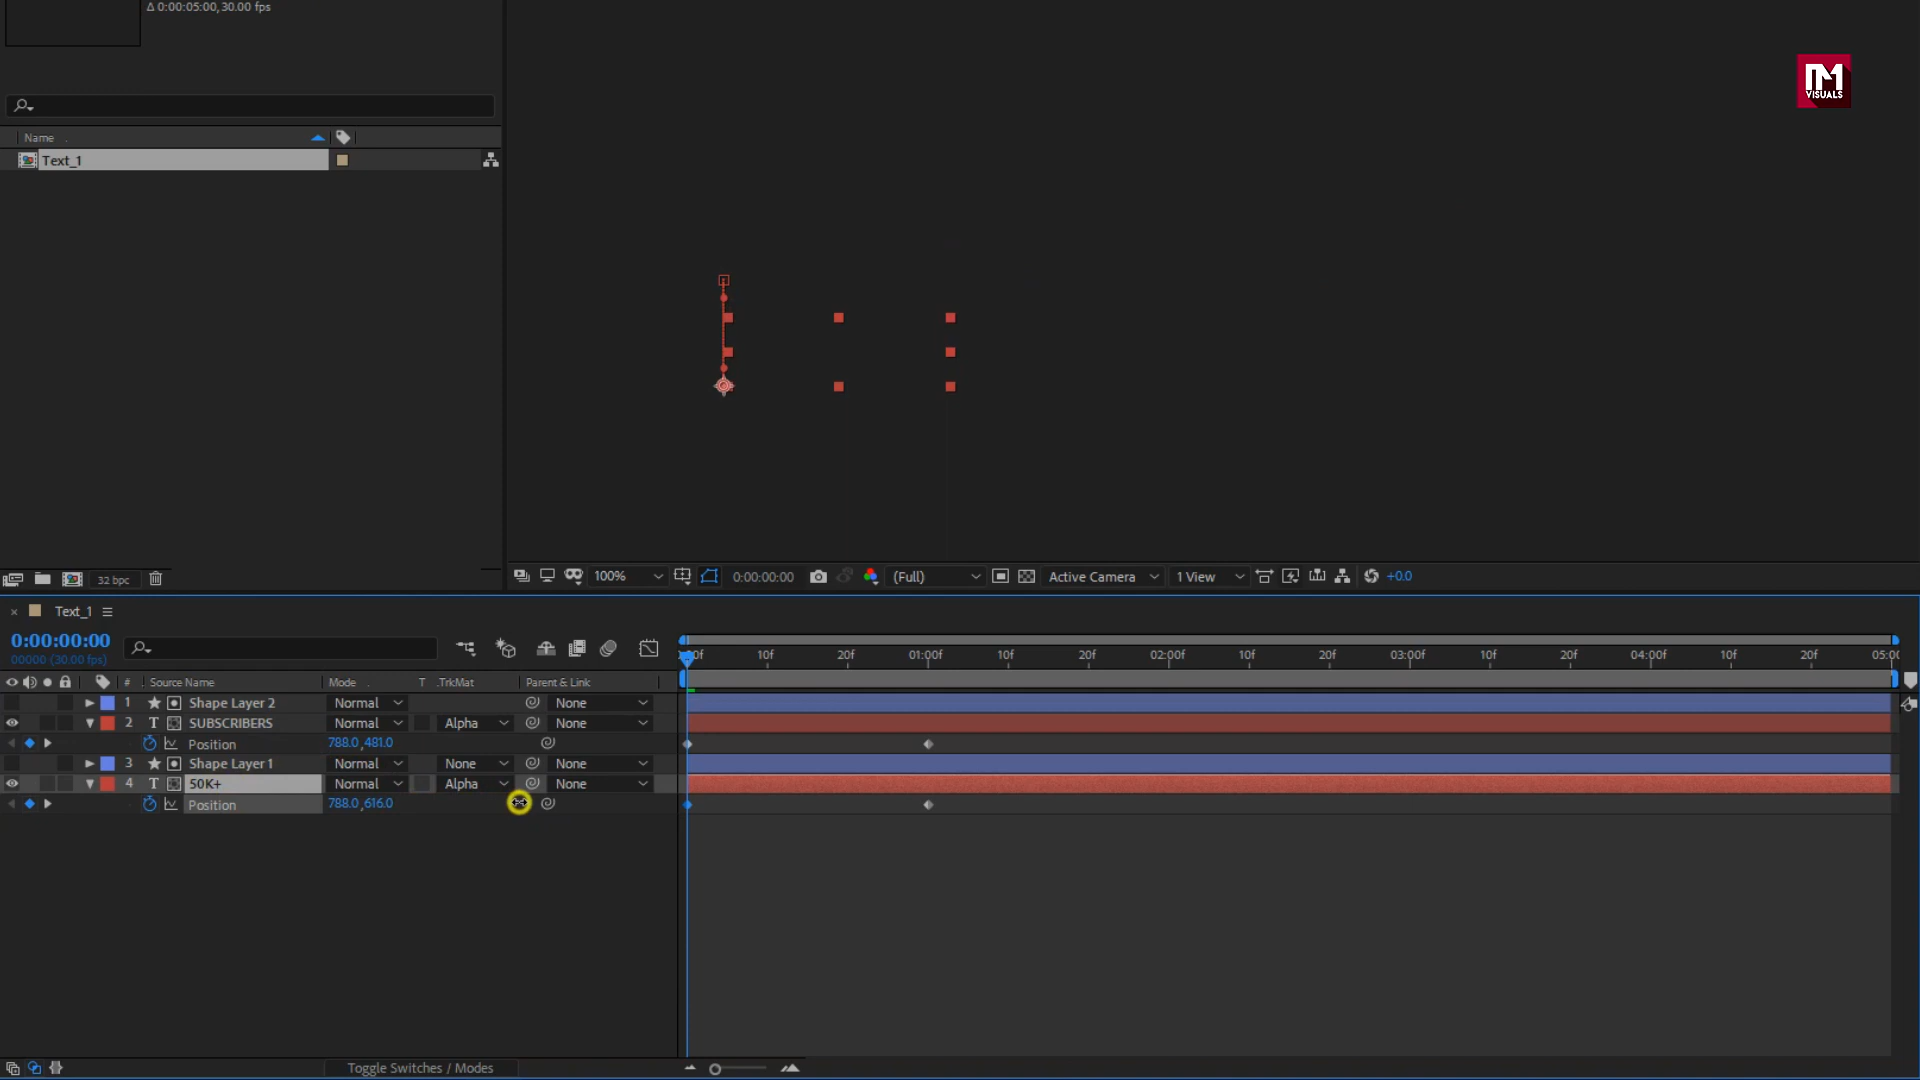 Δ 0:00:05:00, 30.00 fps
VISUALS
Name
Text_1
32 bpc
100%
0:00:00:00
(Full)
Active Camera
1 View
+0.0
Text_1
0:00:00:00
00000 (30.00 fps)
10f 20f 01:00f 10f 20f 02:00f 10f 20f 03:00f 10f 20f 04:00f 10f 20f
# Source Name Mode T .TrkMat Parent & Link
1 Shape Layer 2 Normal None
2 T SUBSCRIBERS Normal Alpha None
Position 788.0,481.0
3 Shape Layer 1 Normal None None
4 T 50K+ Normal Alpha None
Position 788.0,616.0
Toggle Switches / Modes